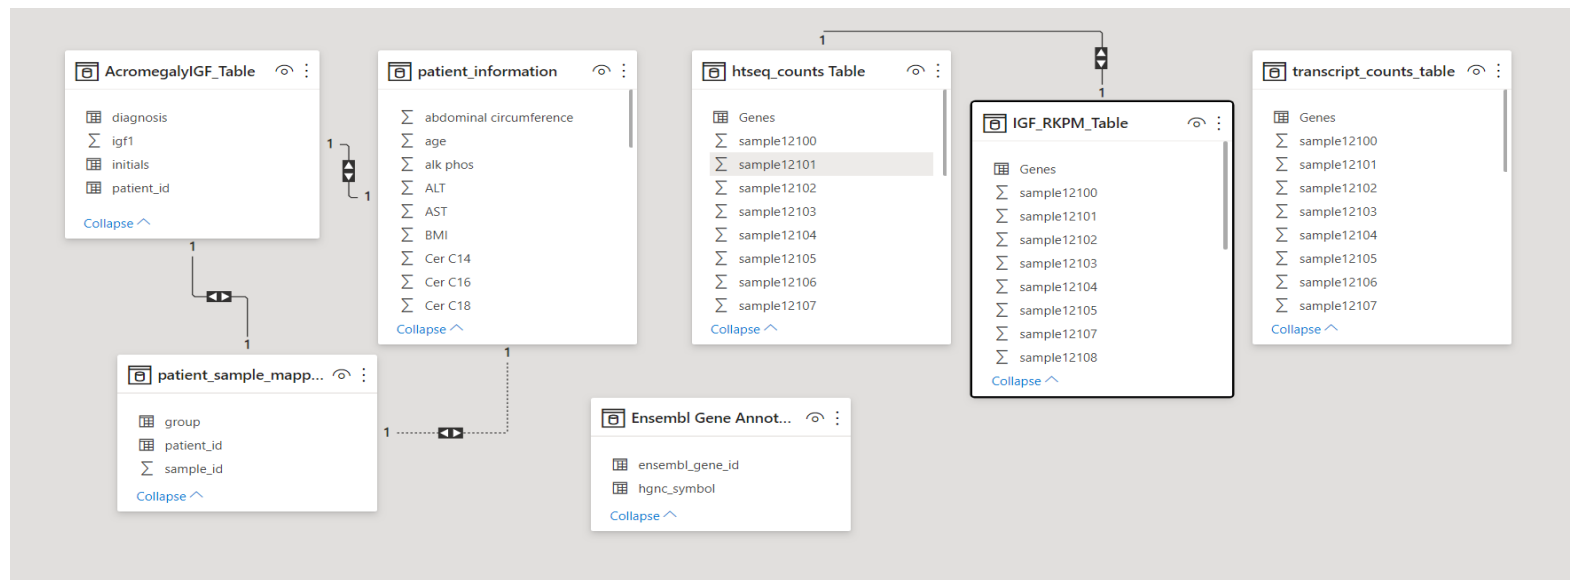 AcromegalyIGF_Table
diagnosis
igf1
initials
patient_id
Collapse
1
1
patient_information
abdominal circumference
age
alk phos
ALT
AST
BMI
Cer C14
Cer C16
Cer C18
Collapse
htseq_counts Table
Genes
sample12100
sample12101
sample12102
sample12103
sample12104
sample12105
sample12106
sample12107
Collapse
1
1
IGF_RKPM_Table
Genes
sample12100
sample12101
sample12102
sample12103
sample12104
sample12105
sample12107
sample12108
Collapse
transcript_counts_table
Genes
sample12100
sample12101
sample12102
sample12103
sample12104
sample12105
sample12106
sample12107
Collapse
1
1
patient_sample_mapp...
group
patient_id
sample_id
Collapse
1
1
Ensembl Gene Annot...
ensembl_gene_id
hgnc_symbol
Collapse